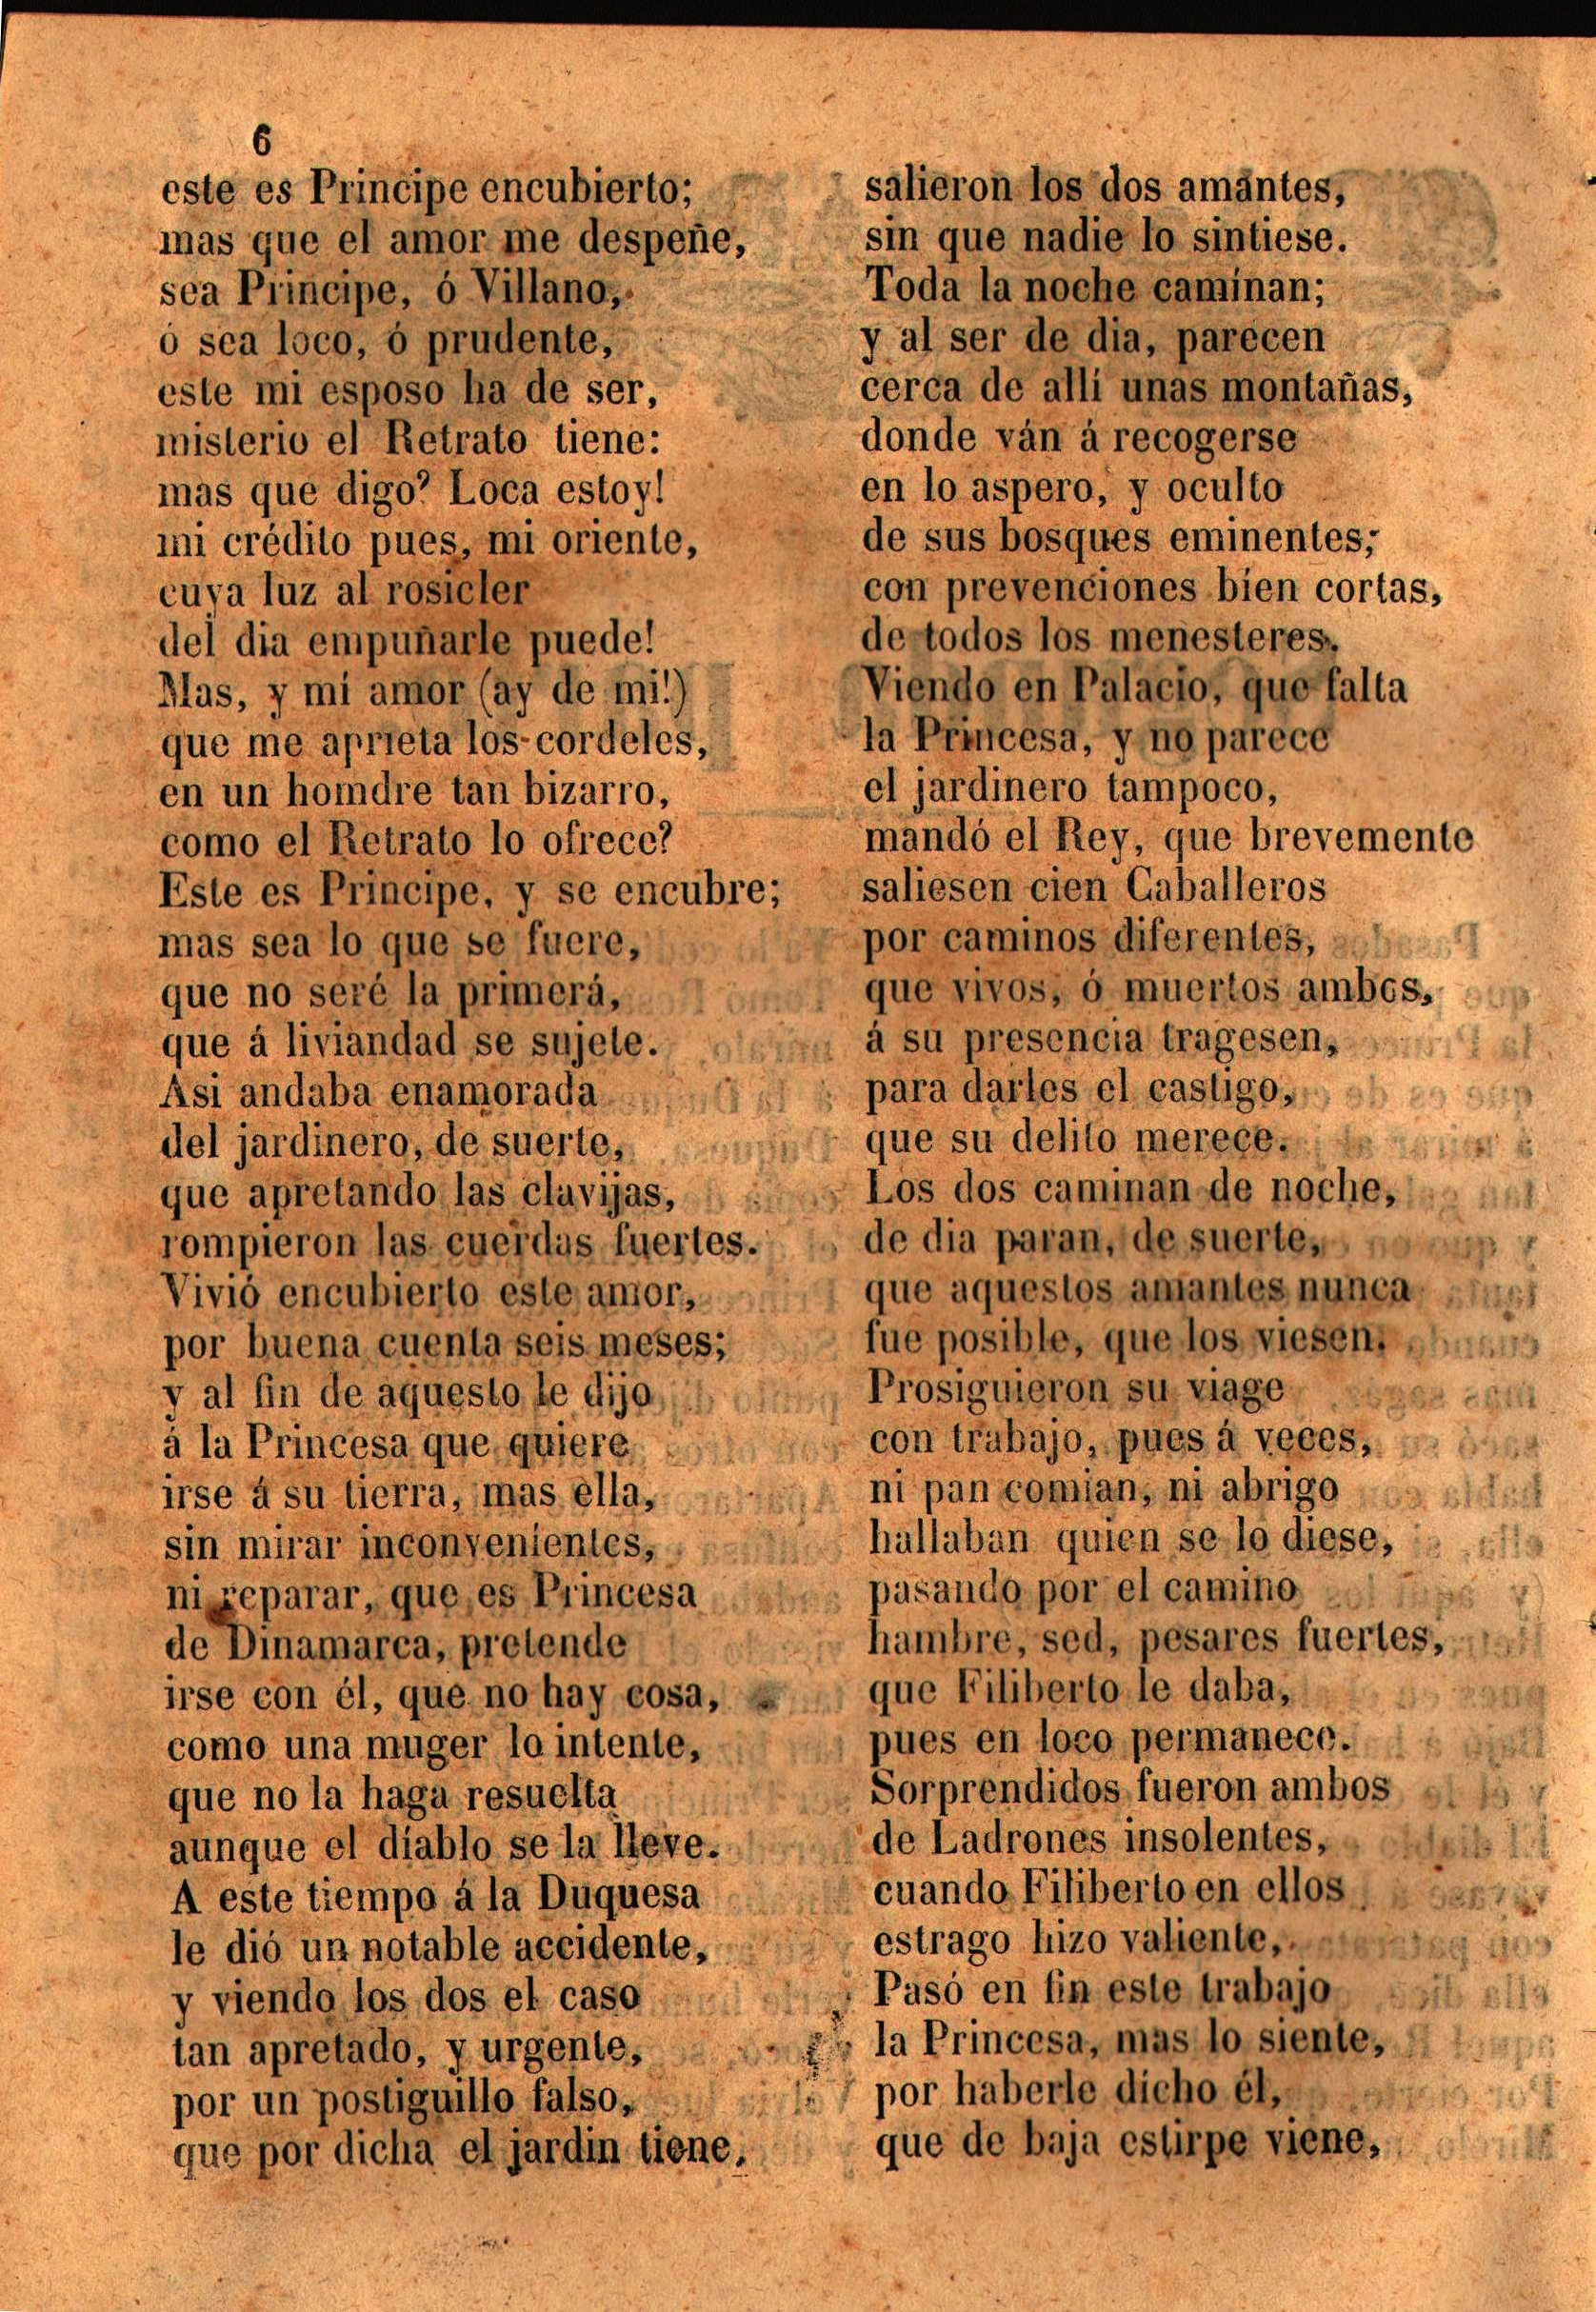 6
este es Principe encubierto;
mas que el amor me despeñe,
sea Principe, ó Villano,
ó sea loco, ó prudente,
este mi esposo ha de ser,
misterio el Retrato tiene:
mas que digo? Loca estoy!
mi crédito pues, mi oriente,
cuya luz al rosicler
del dia empuñarle puede!
Mas, y mi amor (ay de mi!)
que me aprieta los cordeles,
en un homdre tan bizarro,
como el Retrato lo ofrece?
Este es Principe, y se encubre;
mas sea lo que se fuere,
que no seré la primerá,
que á liviandad se sujete.
Asi andaba enamorada
del jardinero, de suerte,
que apretando las clavijas,
rompieron las cuerdas fuertes.
Vivió encubierto este amor,
por buena cuenta seis meses;
y al fin de aquesto le dijo
á la Princesa que quiere
irse á su tierra, mas ella,
sin mirar inconvenientes,
ni reparar, que es Princesa
de Dinamarca, pretende
irse con él, que no hay cosa,
como una muger lo intente,
que no la haga resuelta
aunque el diablo se la lleve.
A este tiempo á la Duquesa
le dió un notable accidente,
y viendo los dos el caso
tan apretado, y urgente,
por un postiguillo falso,
que por dicha el jardin tiene,
salieron los dos amantes,
sin que nadie lo sintiese.
Toda la noche caminan;
y al ser de dia, parecen
cerca de allí unas montañas,
donde ván á recogerse
en lo aspero, y oculto
de sus bosques eminentes;
con prevenciones bien cortas,
de todos los menesteres.
Viendo en Palacio, que falta
la Princesa, y no parece
el jardinero tampoco,
mandó el Rey, que brevemente
saliesen cien Caballeros
por caminos diferentes,
que vivos, ó muertos ambos,
á su presencia tragesen,
para darles el castigo,
que su delito merece.
Los dos caminan de noche,
de dia paran, de suerte,
que aquestos amantes nunca
fue posible, que los viesen.
Prosiguieron su viage
con trabajo, pues á veces,
ni pan comian, ni abrigo
hallaban quien se lo diese,
pasando por el camino
hambre, sed, pesares fuertes,
que Filiberto le daba,
pues en loco permanece.
Sorprendidos fueron ambos
de Ladrones insolentes,
cuando Filiberto en ellos
estrago hizo valiente,
Pasó en fin este trabajo
la Princesa, mas lo siente,
por haberle dicho él,
que de baja estirpe viene,